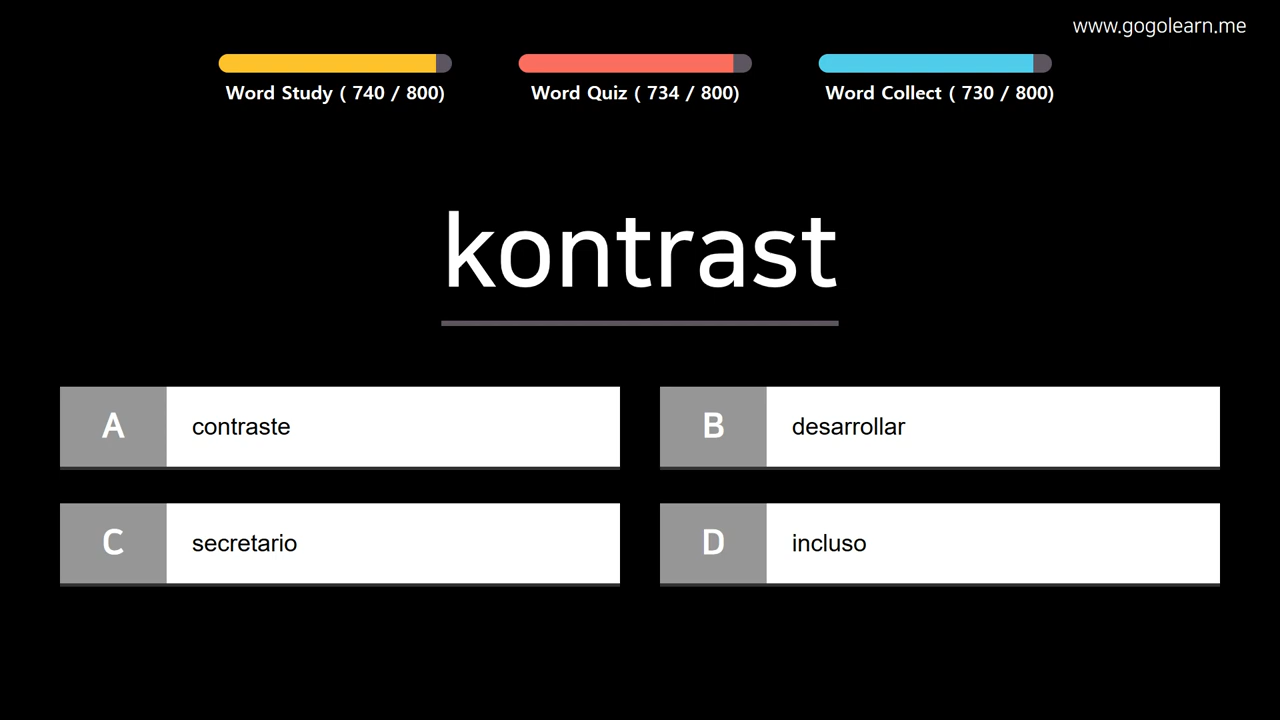 www.gogolearn.me
Word Study ( 740 / 800)
Word Quiz ( 734 / 800)
Word Collect ( 730 / 800)
kontrast
A contraste
B desarrollar
C secretario
D incluso